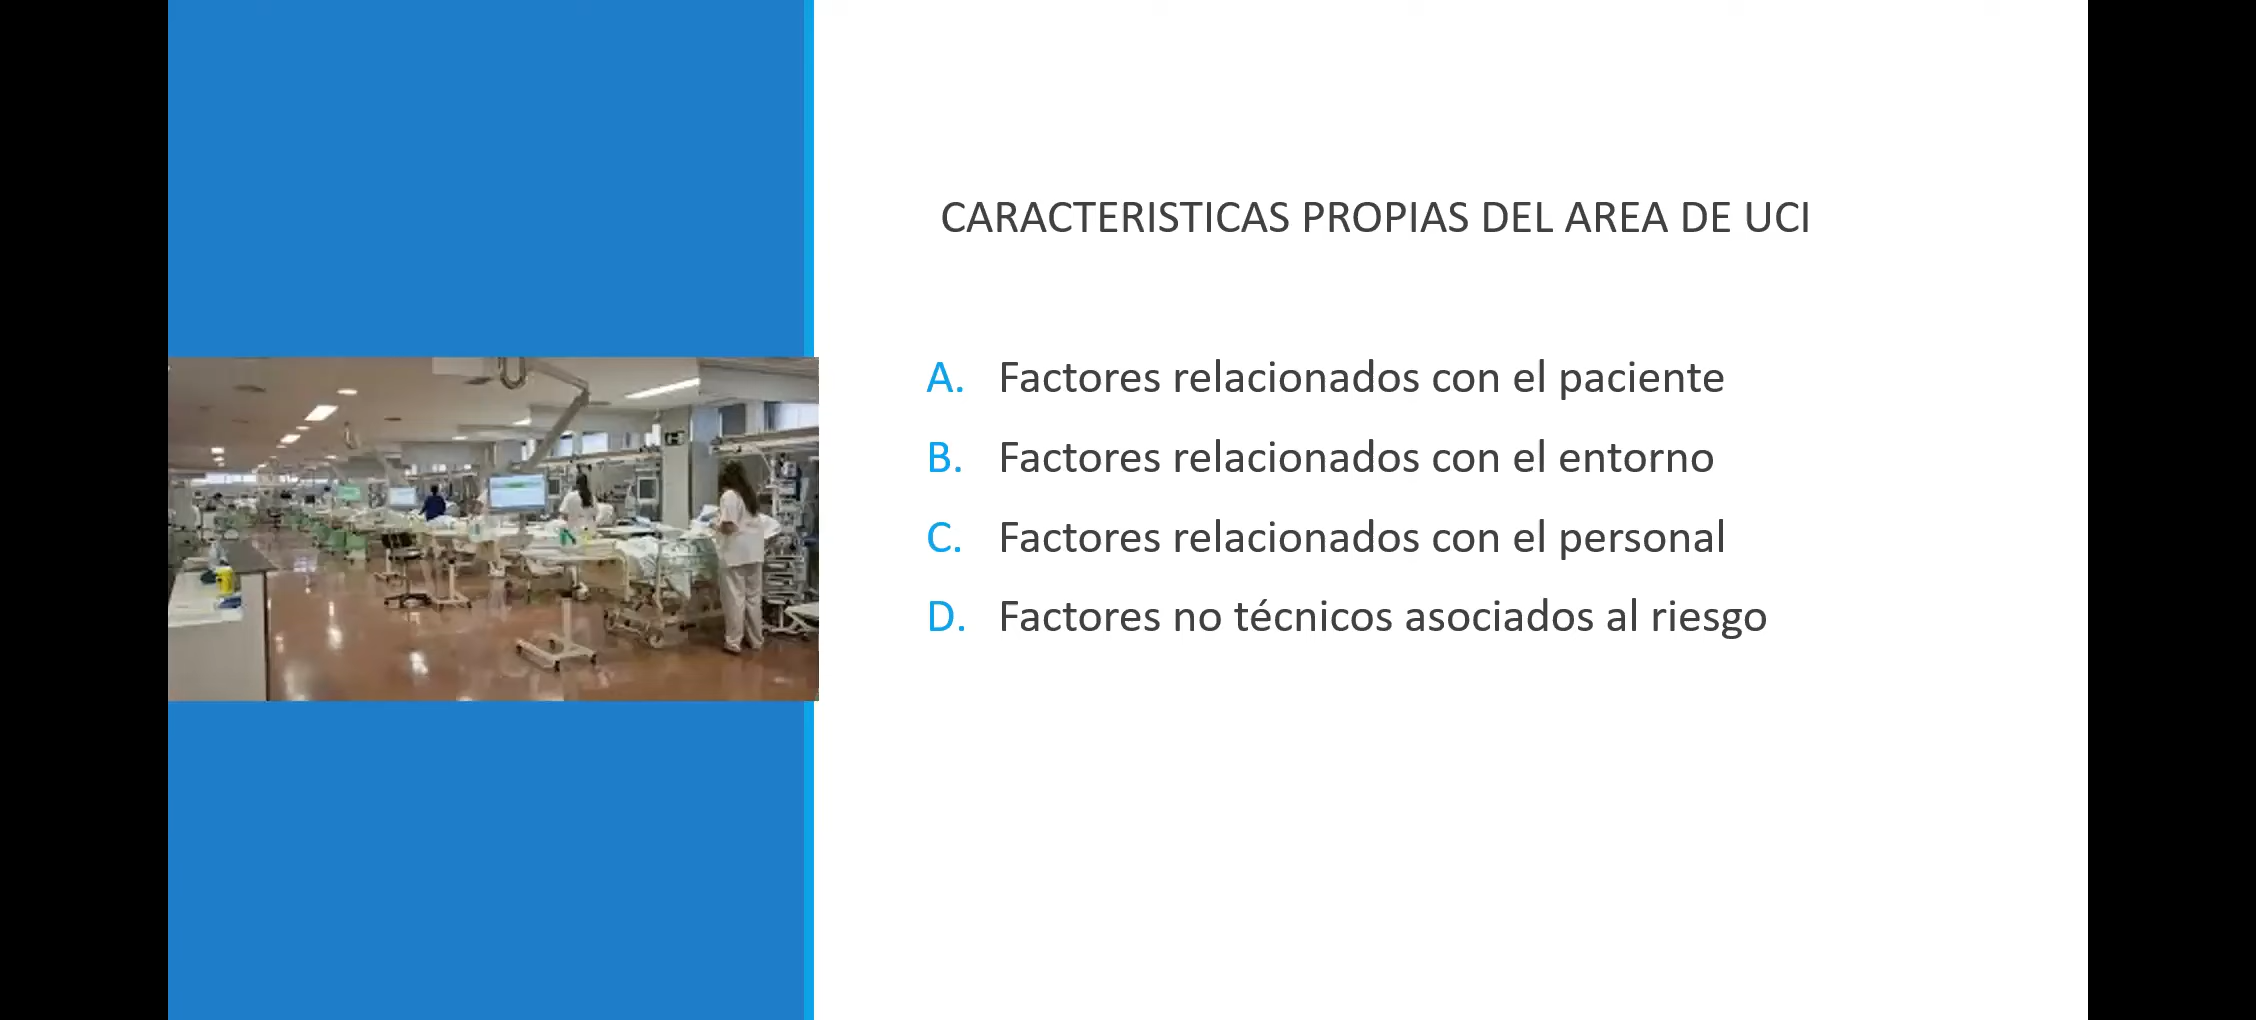 CARACTERISTICAS PROPIAS DEL AREA DE UCI
A. Factores relacionados con el paciente
B. Factores relacionados con el entorno
C. Factores relacionados con el personal
D. Factores no técnicos asociados al riesgo